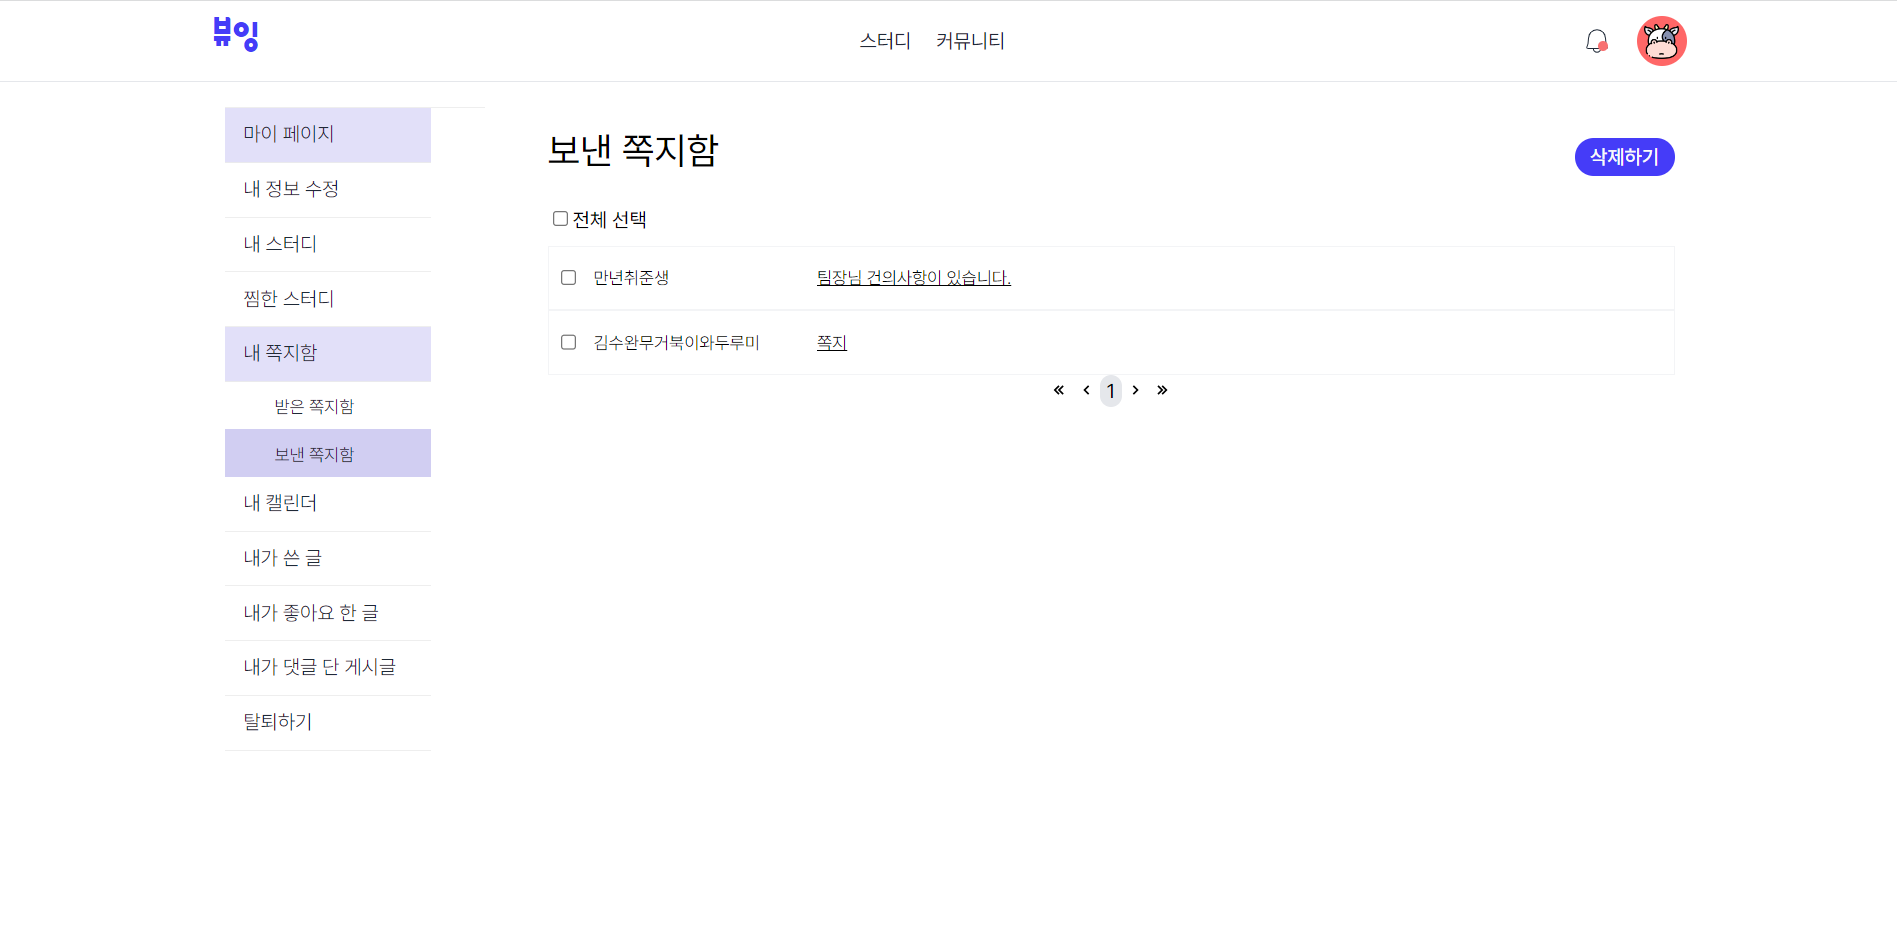 뷰잉
스터디 커뮤니티
마이 페이지
내 정보 수정
내 스터디
찜한 스터디
내 쪽지함
받은 쪽지함
보낸 쪽지함
내 캘린더
내가 쓴 글
내가 좋아요 한 글
내가 댓글 단 게시글
탈퇴하기
보낸 쪽지함
삭제하기
전체 선택
만년취준생 팀장님 건의사항이 있습니다.
김수완무거북이와두루미 쪽지
« ‹ 1 › »